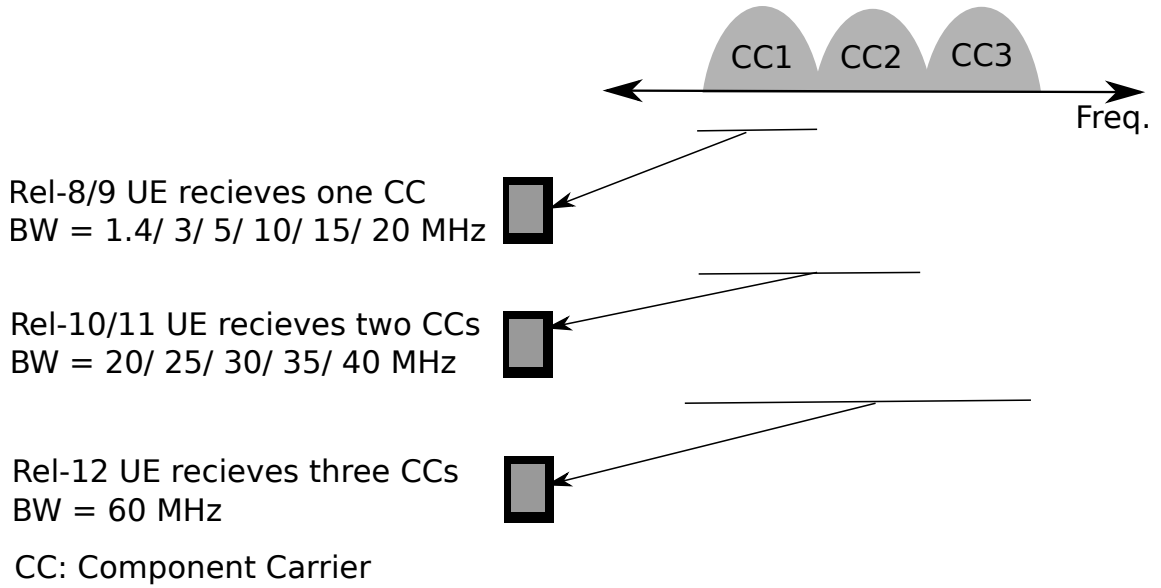 CC1 CC2 CC3
Freq.
Rel-8/9 UE recieves one CC
BW = 1.4/ 3/ 5/ 10/ 15/ 20 MHz
Rel-10/11 UE recieves two CCs
BW = 20/ 25/ 30/ 35/ 40 MHz
Rel-12 UE recieves three CCs
BW = 60 MHz
CC: Component Carrier